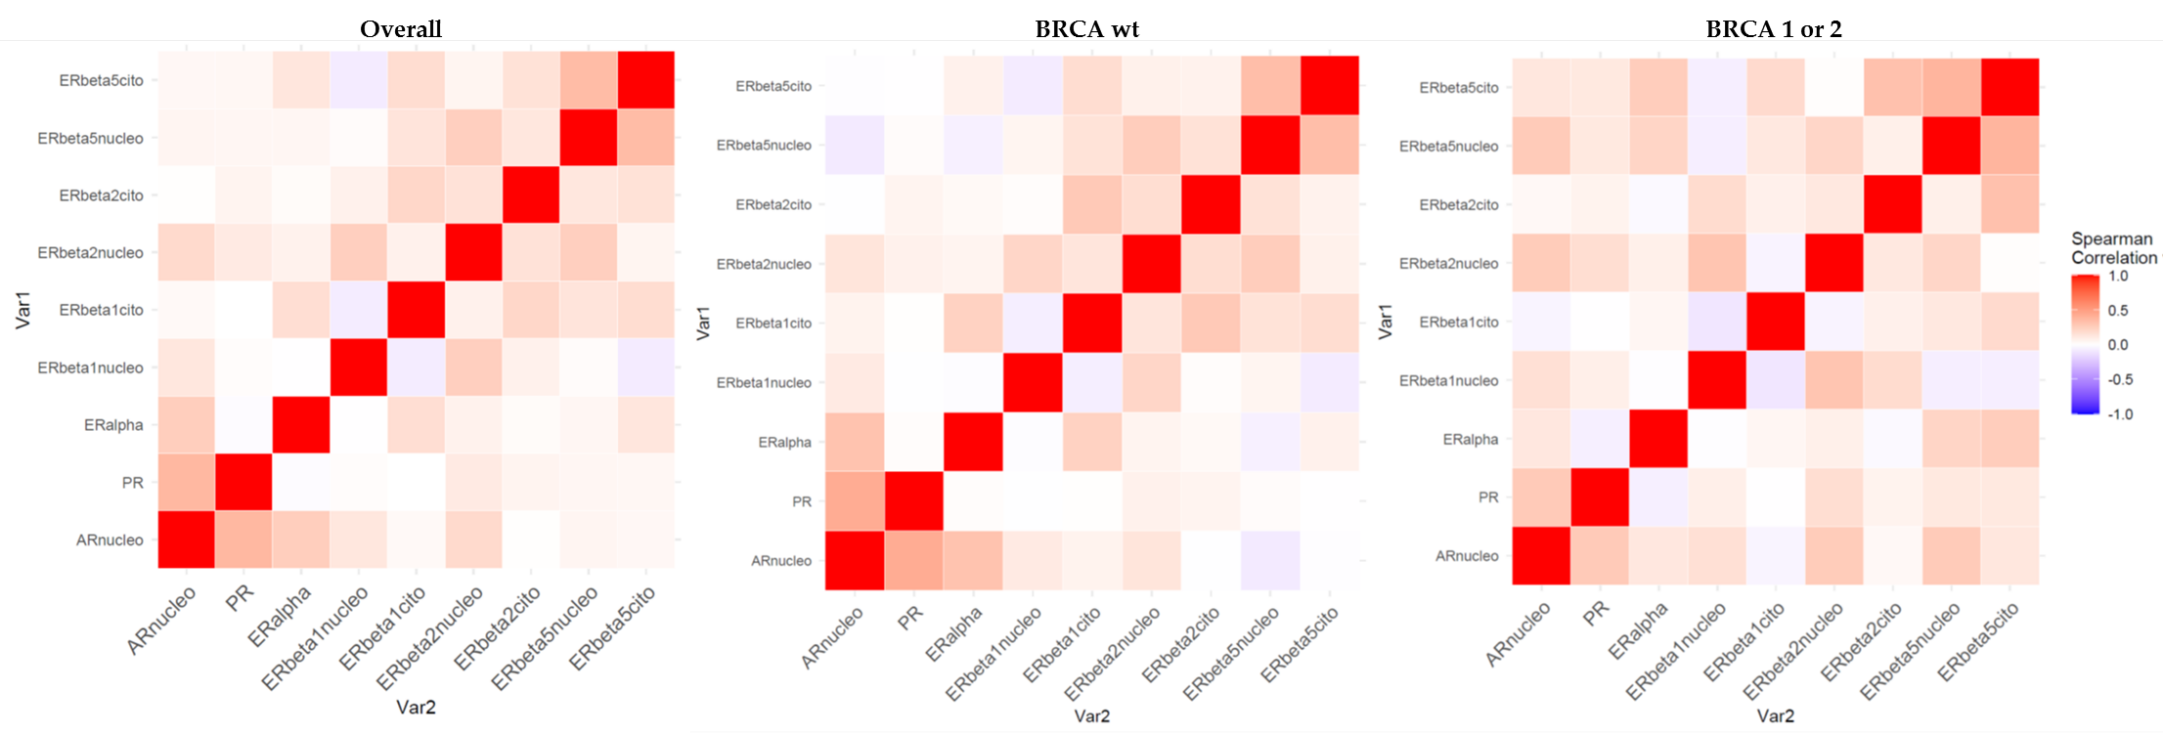 Overall
BRCA wt
BRCA 1 or 2
Var1
ERbeta5cito
ERbeta5nucleo
ERbeta2cito
ERbeta2nucleo
ERbeta1cito
ERbeta1nucleo
ERalpha
PR
ARnucleo
ARnucleo
PR
ERalpha
ERbeta1nucleo
ERbeta1cito
ERbeta2nucleo
ERbeta2cito
ERbeta5nucleo
ERbeta5cito
Var2
Var1
ERbeta5cito
ERbeta5nucleo
ERbeta2cito
ERbeta2nucleo
ERbeta1cito
ERbeta1nucleo
ERalpha
PR
ARnucleo
ARnucleo
PR
ERalpha
ERbeta1nucleo
ERbeta1cito
ERbeta2nucleo
ERbeta2cito
ERbeta5nucleo
ERbeta5cito
Var2
Var1
ERbeta5cito
ERbeta5nucleo
ERbeta2cito
ERbeta2nucleo
ERbeta1cito
ERbeta1nucleo
ERalpha
PR
ARnucleo
ARnucleo
PR
ERalpha
ERbeta1nucleo
ERbeta1cito
ERbeta2nucleo
ERbeta2cito
ERbeta5nucleo
ERbeta5cito
Var2
Spearman
Correlation
1.0
0.5
0.0
-0.5
-1.0